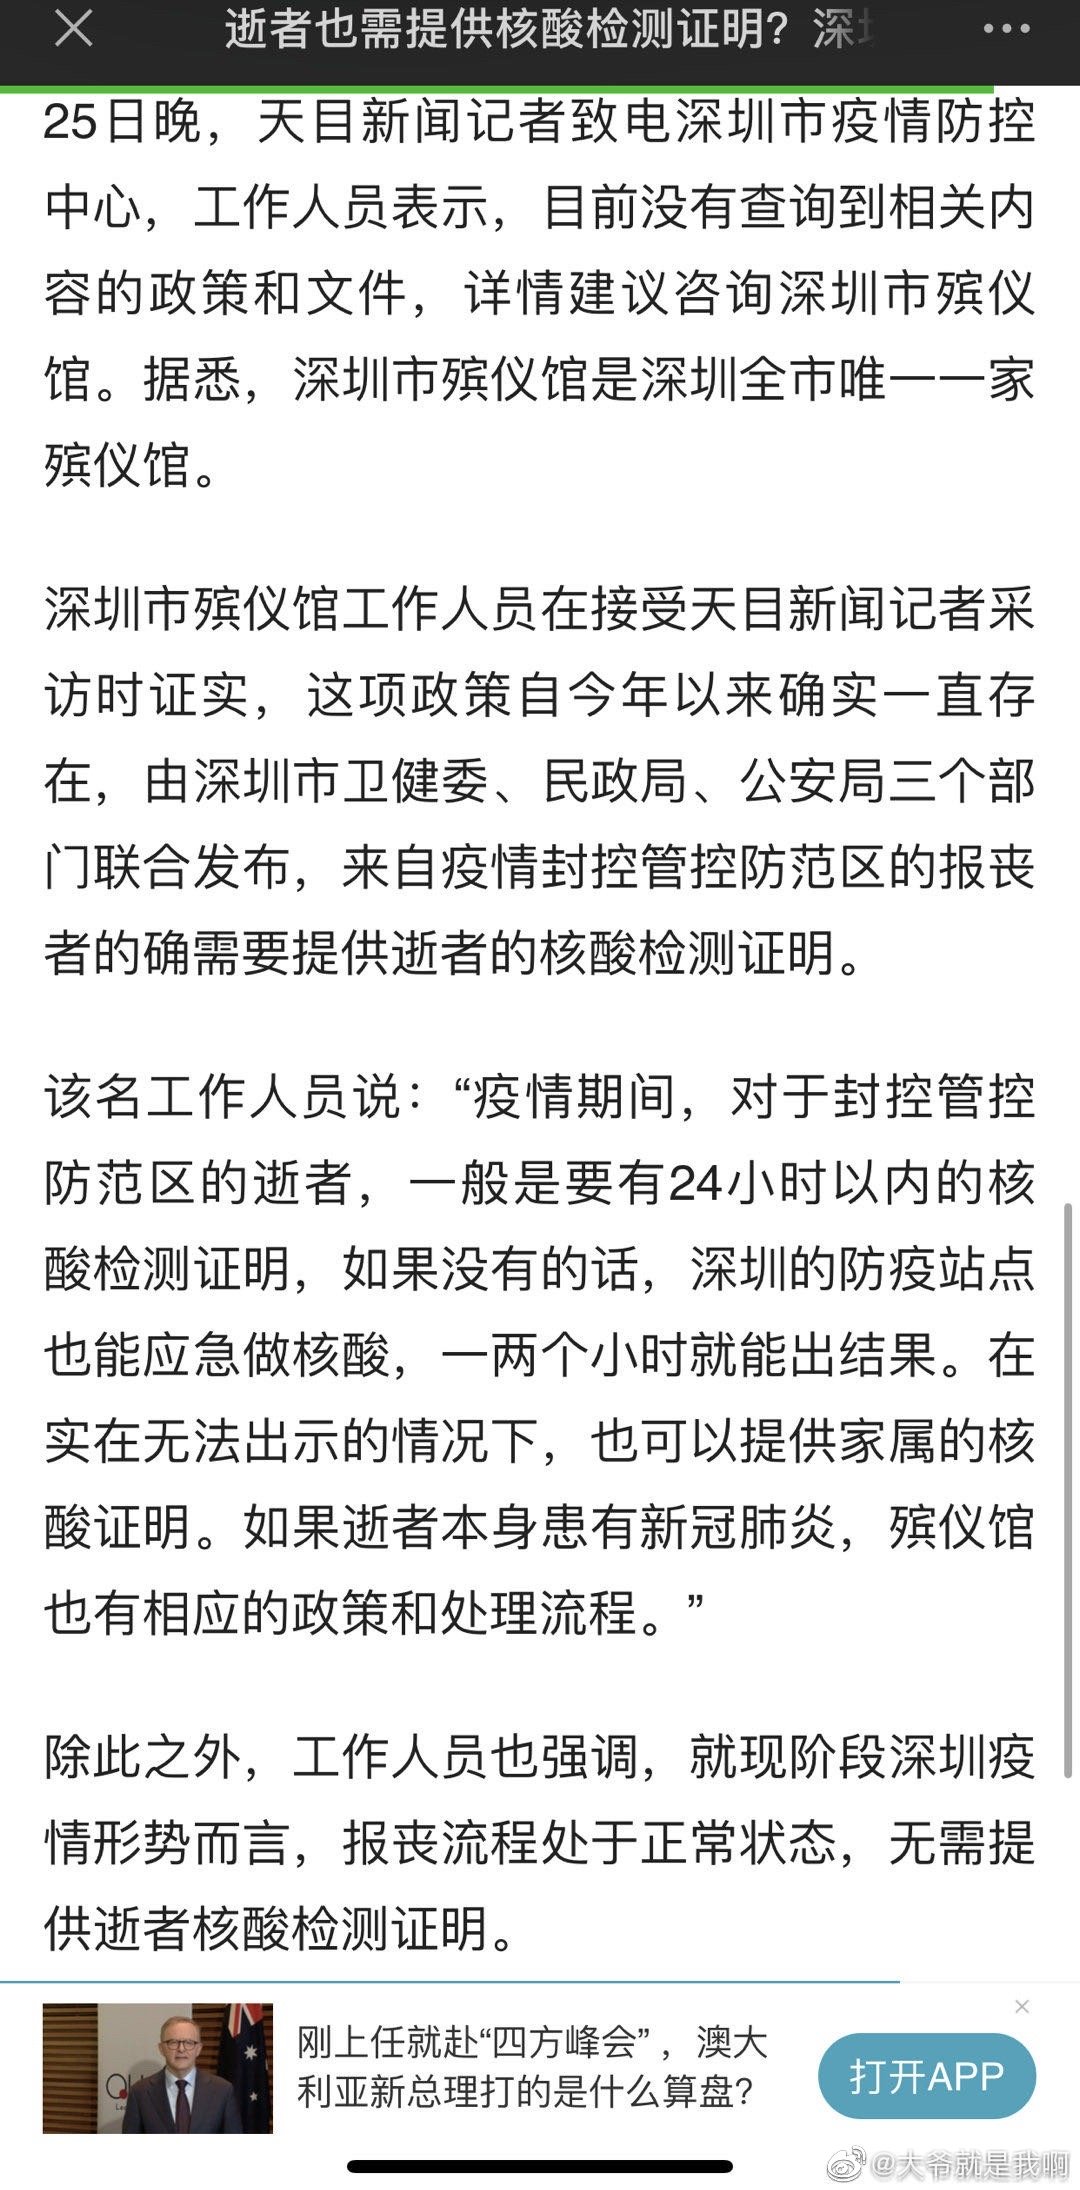 逝者也需提供核酸检测证明？深圳
25日晚，天目新闻记者致电深圳市疫情防控
中心，工作人员表示，目前没有查询到相关内
容的政策和文件，详情建议咨询深圳市殡仪
馆。据悉，深圳市殡仪馆是深圳全市唯一一家
殡仪馆。
深圳市殡仪馆工作人员在接受天目新闻记者采
访时证实，这项政策自今年以来确实一直存
在，由深圳市卫健委、民政局、公安局三个部
门联合发布，来自疫情封控管控防范区的报丧
者的确需要提供逝者的核酸检测证明。
该名工作人员说：“疫情期间，对于封控管控
防范区的逝者，一般是要有24小时以内的核
酸检测证明，如果没有的话，深圳的防疫站点
也能应急做核酸，一两个小时就能出结果。在
实在无法出示的情况下，也可以提供家属的核
酸证明。如果逝者本身患有新冠肺炎，殡仪馆
也有相应的政策和处理流程。”
除此之外，工作人员也强调，就现阶段深圳疫
情形势而言，报丧流程处于正常状态，无需提
供逝者核酸检测证明。
刚上任就赴“四方峰会”，澳大
利亚新总理打的是什么算盘？
打开APP
@大爷就是我啊